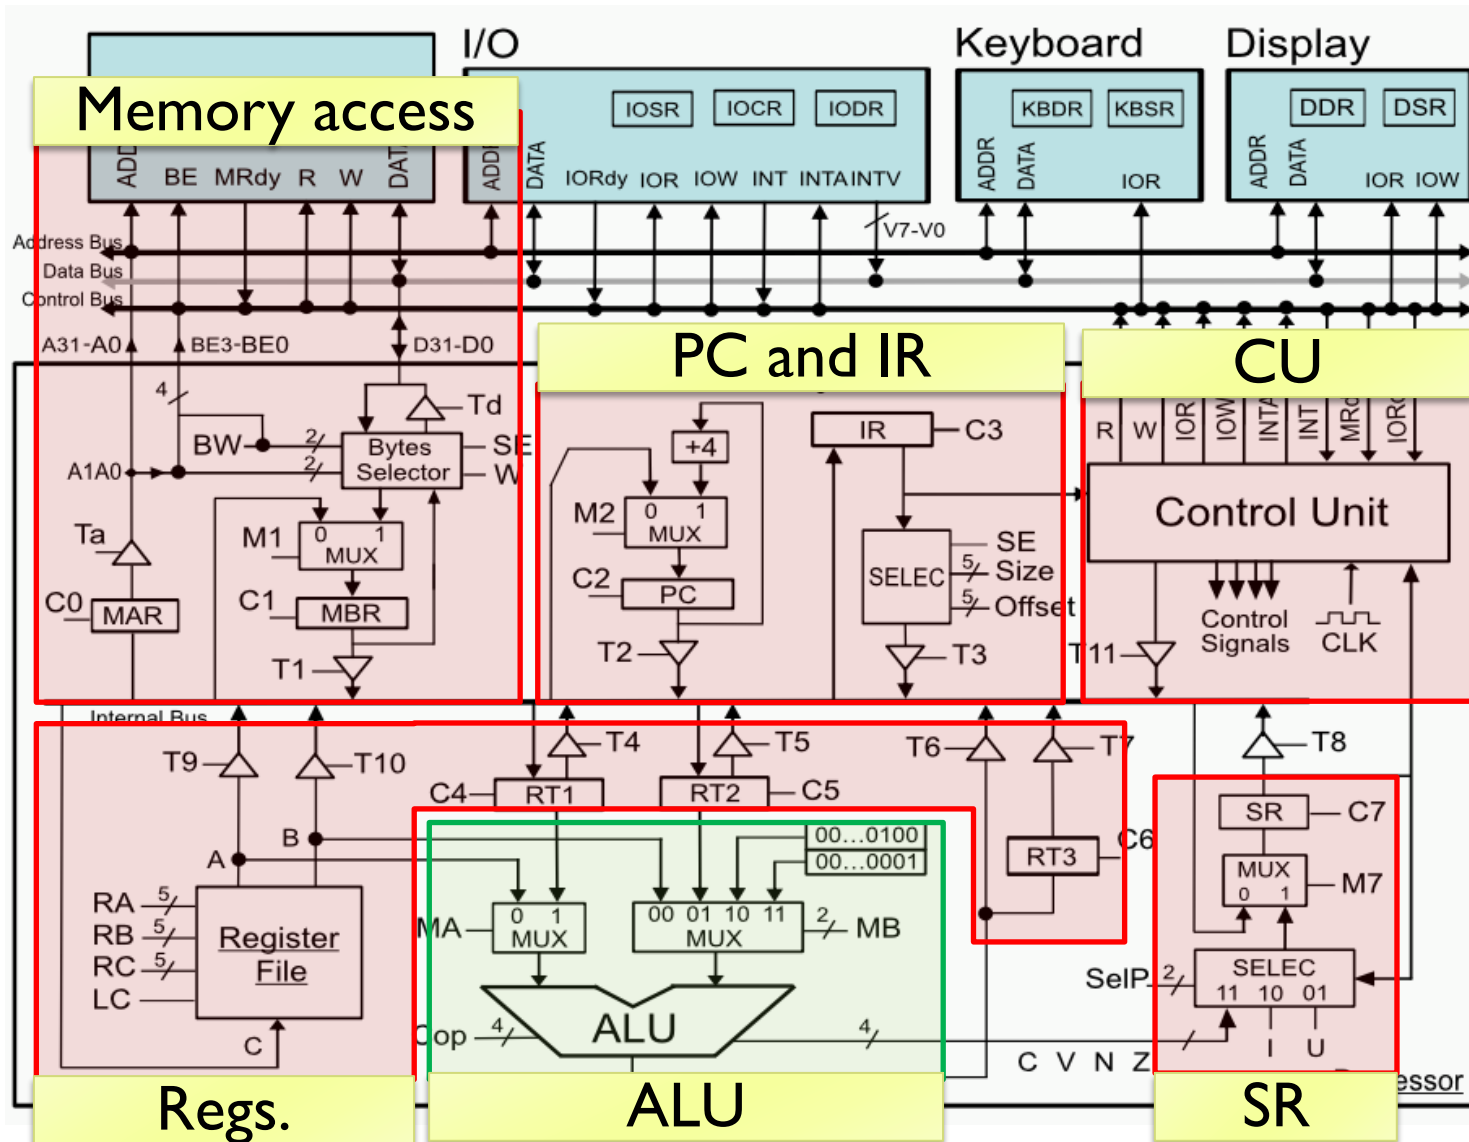 I/O
Keyboard
Display
Memory access
IOSR
IOCR
IODR
KBDR
KBSR
DDR
DSR
ADDR
DATA
ADDR
DATA
ADDR
DATA
DATA
BE
MRdy
R
W
IORdy
IOR
IOW
INT
INTA
INTV
IOR
IOR
IOW
V7-V0
Address Bus
Data Bus
Control Bus
A31-A0
BE3-BE0
D31-D0
PC and IR
CU
4
Td
BW
2
Bytes
Selector
SE
A1A0
2
W
+4
IR
C3
R
W
IOR
IOW
INTA
INT
Control Unit
M1
0 1
MUX
M2
0 1
MUX
Ta
SELEC
SE
5
Size
5
Offset
C0
MAR
C1
MBR
C2
PC
Control
Signals
CLK
T1
T2
T3
T11
Internal Bus
T9
T10
T4
T5
T6
T7
T8
C4
RT1
RT2
C5
SR
C7
A
B
00...0100
00...0001
RT3
C6
MUX
0 1
M7
RA
5
RB
5
RC
5
LC
Register
File
MA
0 1
MUX
00 01 10 11
MUX
2
MB
SelP
2
SELEC
11 10 01
C
4
ALU
4
C V N Z
I U
Regs.
ALU
SR